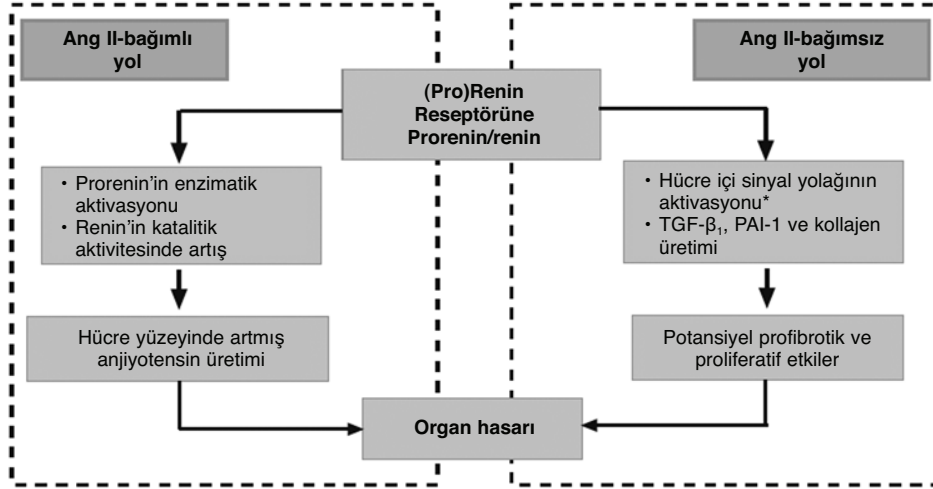 Ang II-bağımlı
yol
Ang II-bağımsız
yol
(Pro)Renin
Reseptörüne
Prorenin/renin
• Prorenin’in enzimatik
aktivasyonu
• Renin’in katalitik
aktivitesinde artış
• Hücre içi sinyal yolağının
aktivasyonu*
• TGF-β₁, PAI-1 ve kollajen
üretimi
Hücre yüzeyinde artmış
anjiyotensin üretimi
Potansiyel profibrotik ve
proliferatif etkiler
Organ hasarı